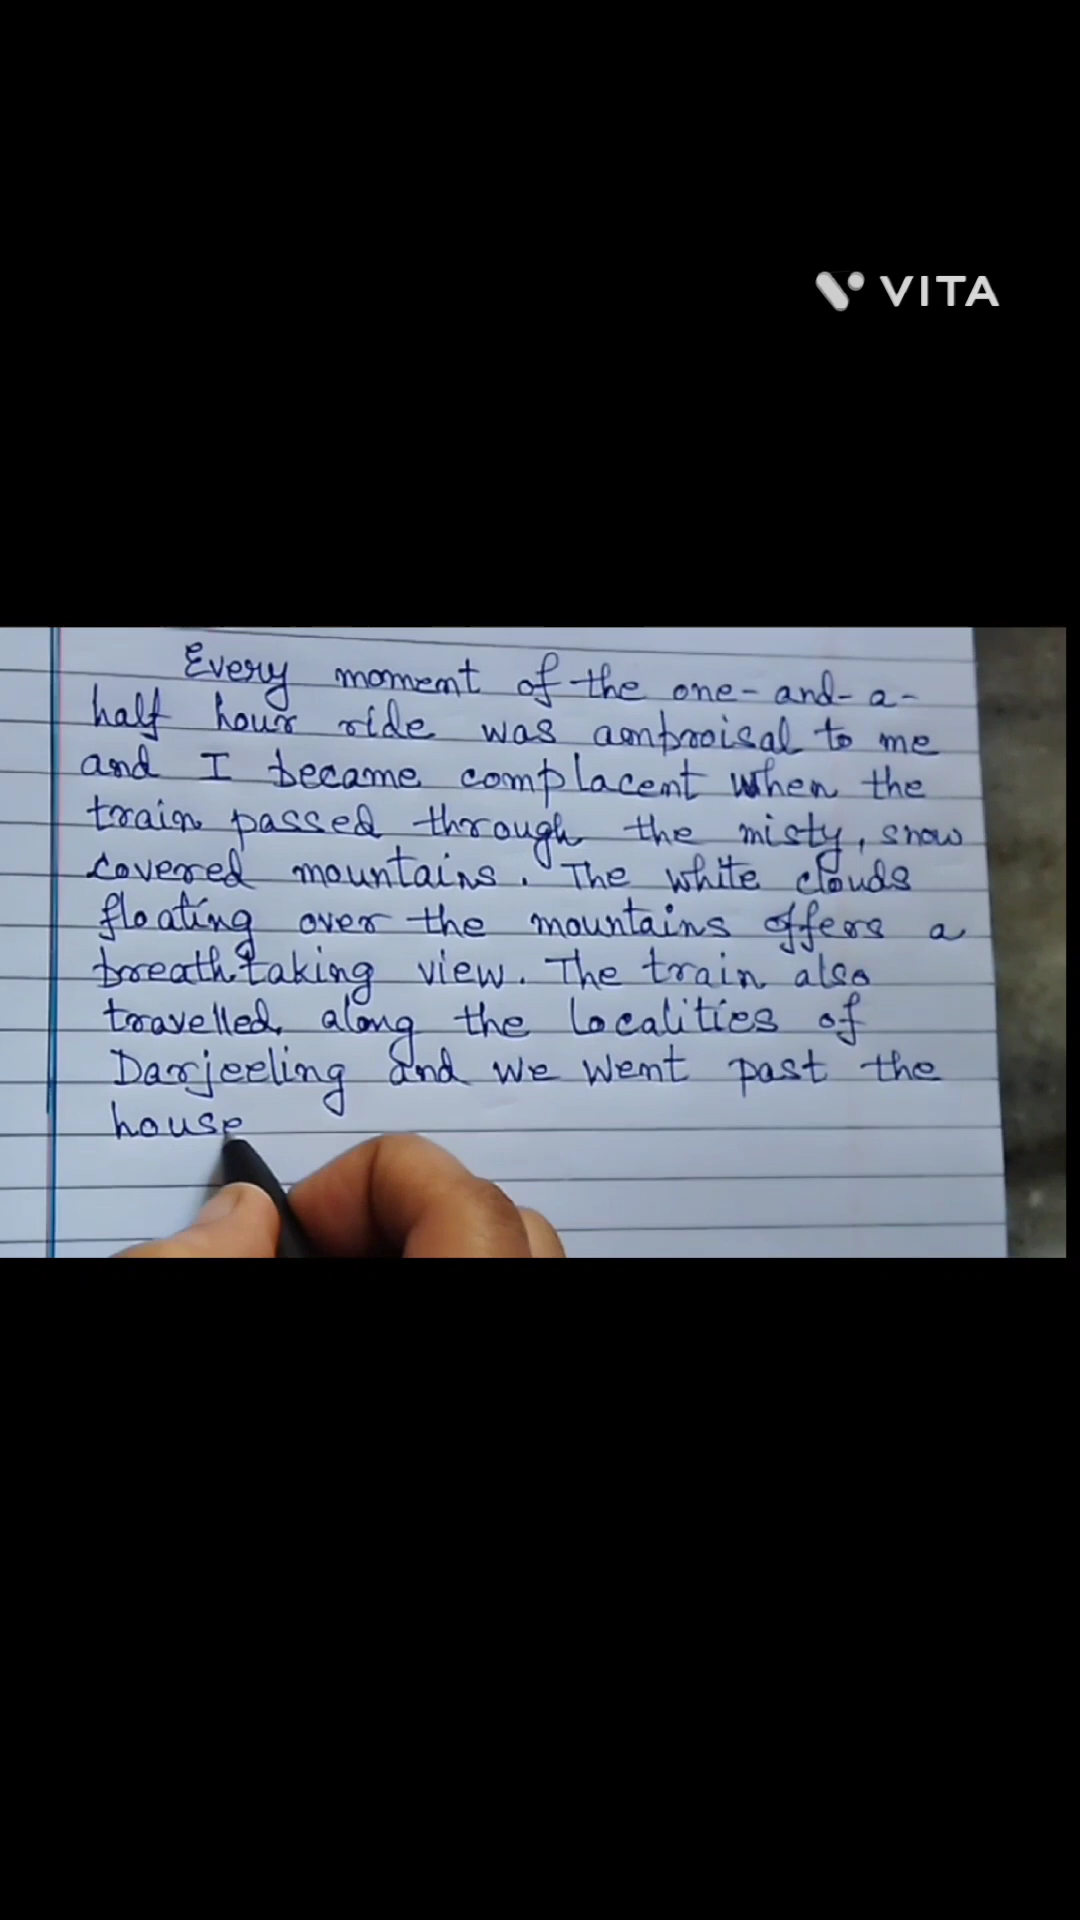 VITA
Every moment of the one-and-a-
half hour ride was ambroisal to me
and I became complacent when the
train passed through the misty, snow
covered mountains. The white clouds
floating over the mountains offers a
breathtaking view. The train also
travelled along the localities of
Darjeeling and we went past the
house